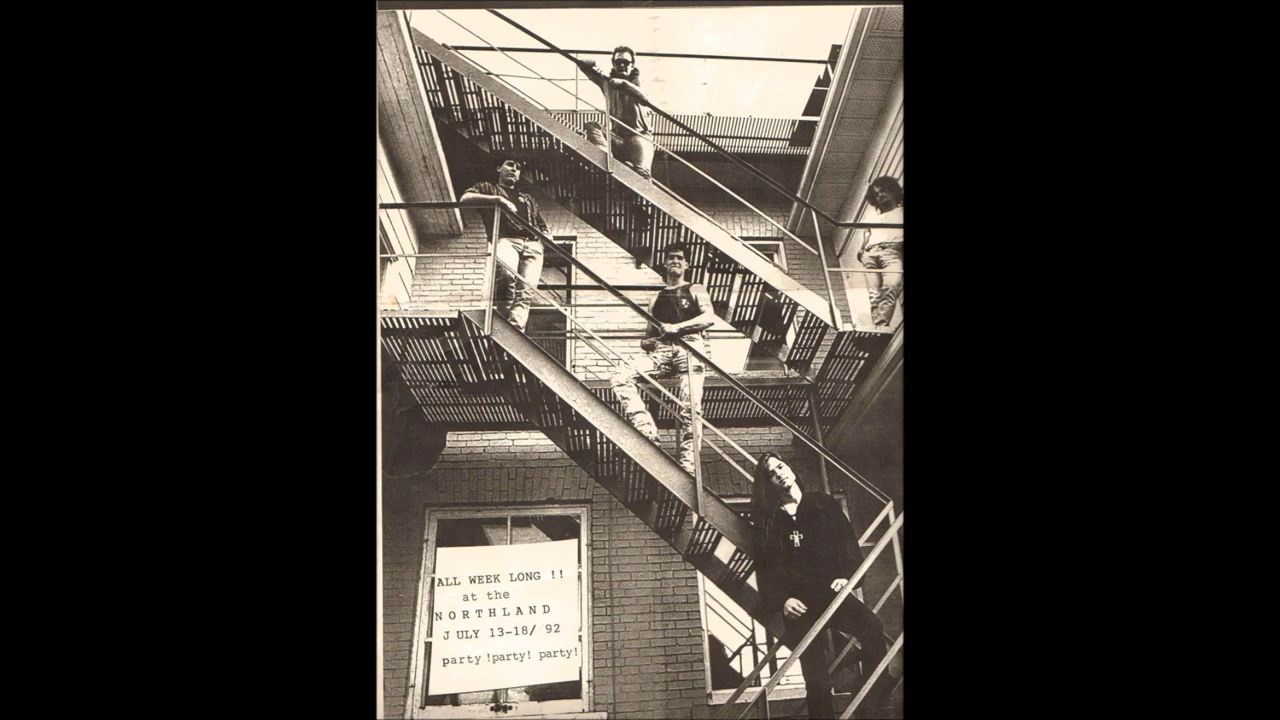 ALL WEEK LONG !!
at the
NORTHLAND
JULY 13-18/ 92
party !party! party!